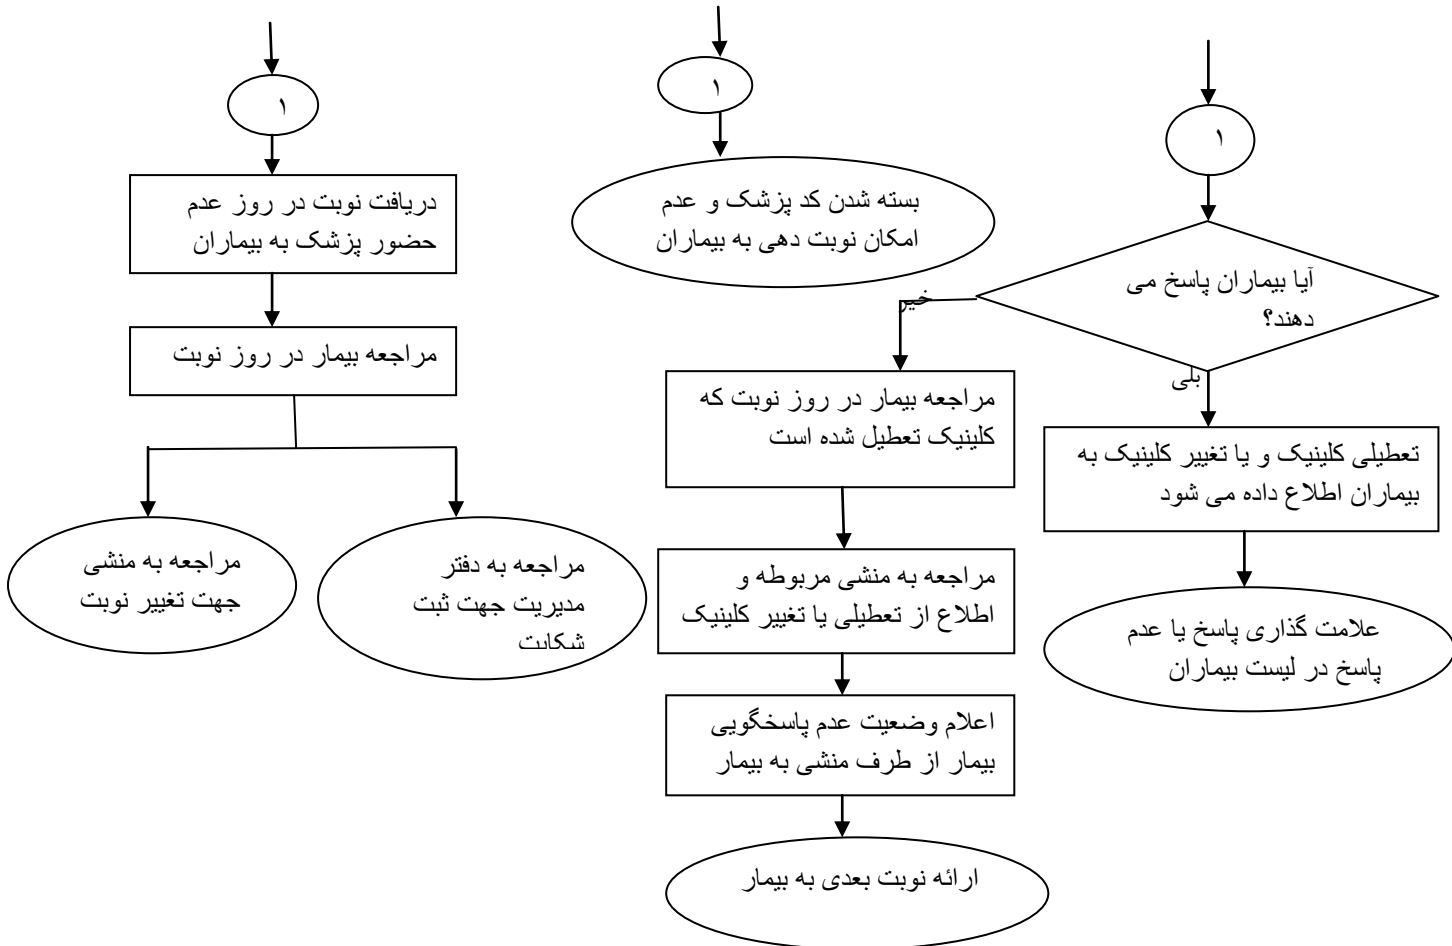 ۱
آیا بیماران پاسخ می
دهند؟
خیر
بلی
تعطیلی کلینیک و یا تغییر کلینیک به
بیماران اطلاع داده می شود
علامت گذاری پاسخ یا عدم
پاسخ در لیست بیماران
مراجعه بیمار در روز نوبت که
کلینیک تعطیل شده است
مراجعه به منشی مربوطه و
اطلاع از تعطیلی یا تغییر کلینیک
اعلام وضعیت عدم پاسخگویی
بیمار از طرف منشی به بیمار
ارائه نوبت بعدی به بیمار
۱
بسته شدن کد پزشک و عدم
امکان نوبت دهی به بیماران
۱
دریافت نوبت در روز عدم
حضور پزشک به بیماران
مراجعه بیمار در روز نوبت
مراجعه به دفتر
مدیریت جهت ثبت
شکایت
مراجعه به منشی
جهت تغییر نوبت